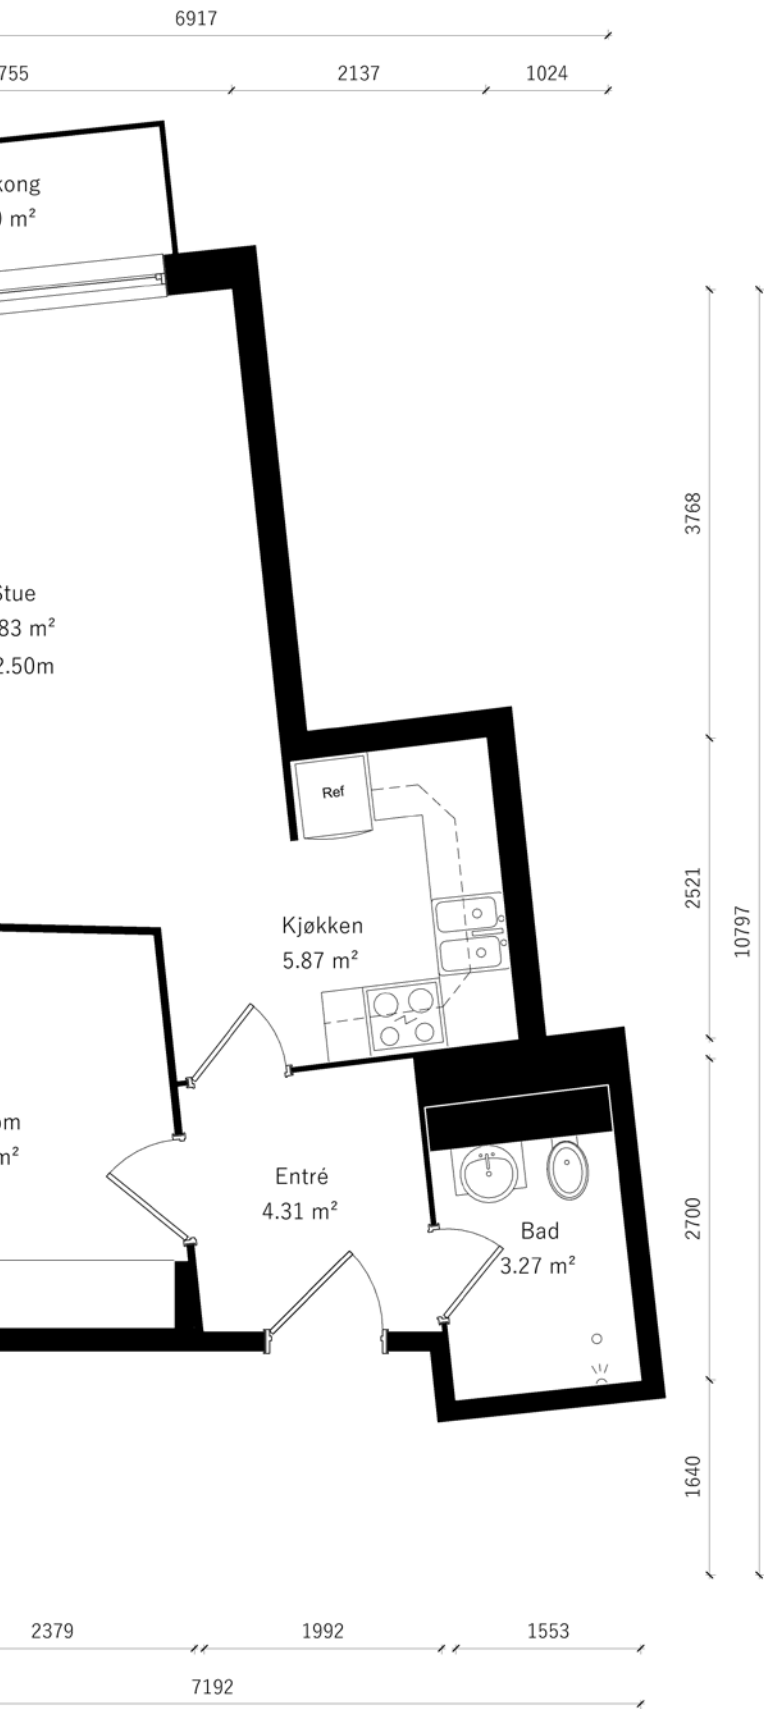 6917
755
2137
1024
kong
m²
3768
Stue
83 m²
2.50m
Ref
2521
Kjøkken
5.87 m²
10797
m²
Entré
4.31 m²
2700
Bad
3.27 m²
1640
2379
1992
1553
7192